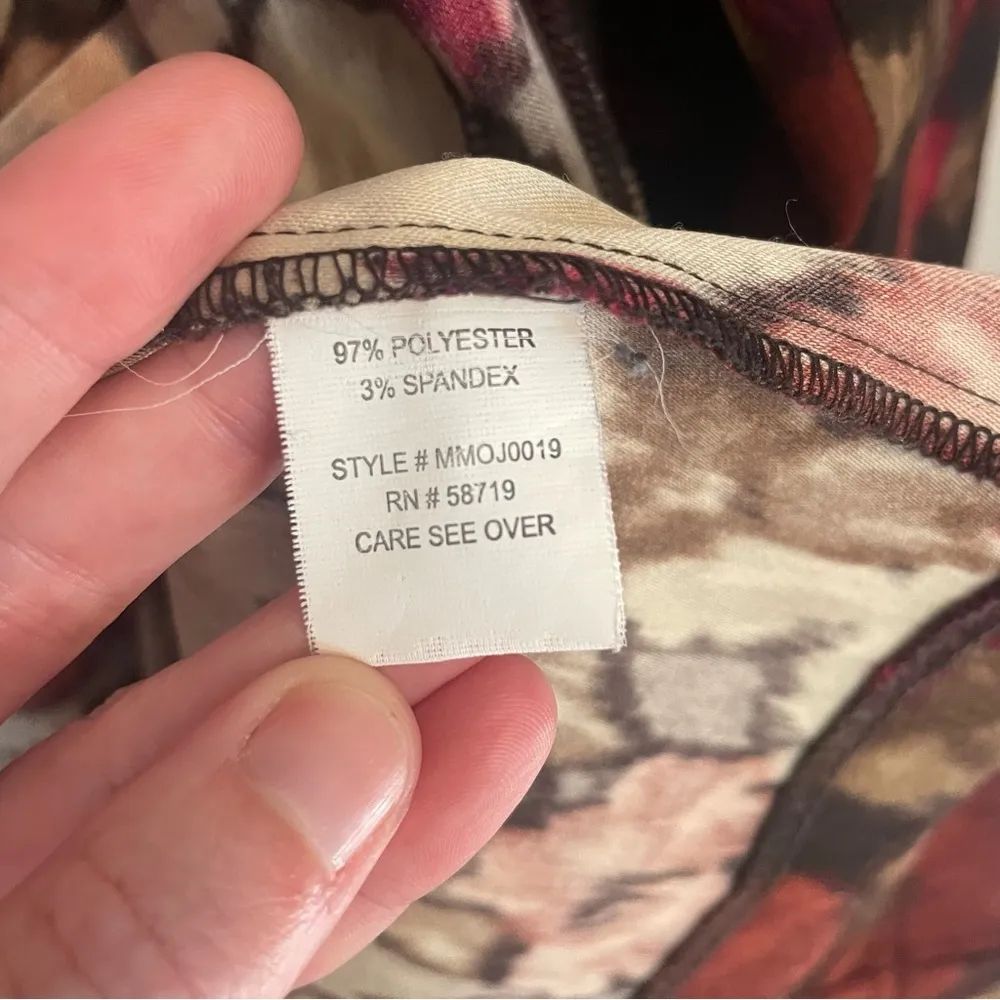 97% POLYESTER
3% SPANDEX
STYLE # MMOJ0019
RN # 58719
CARE SEE OVER